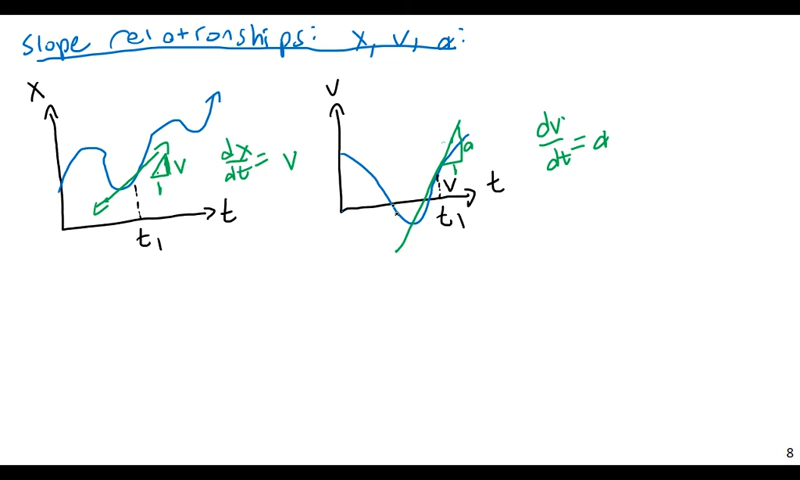 slope relationships: x, v, a:
x
v
1
dx/dt = v
t
t1
v
a
1
v
dv/dt = a
t
t1
8